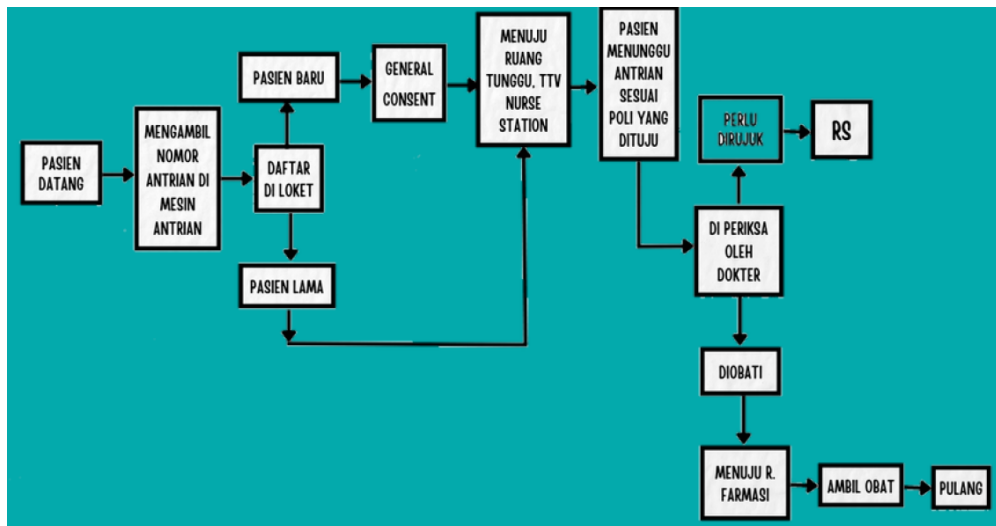 PASIEN
DATANG
MENGAMBIL
NOMOR
ANTRIAN DI
MESIN
ANTRIAN
DAFTAR
DI LOKET
PASIEN BARU
GENERAL
CONSENT
PASIEN LAMA
MENUJU
RUANG
TUNGGU, TTV
NURSE
STATION
PASIEN
MENUNGGU
ANTRIAN
SESUAI
POLI YANG
DITUJU
DI PERIKSA
OLEH
DOKTER
PERLU
DIRUJUK
RS
DIOBATI
MENUJU R.
FARMASI
AMBIL OBAT
PULANG